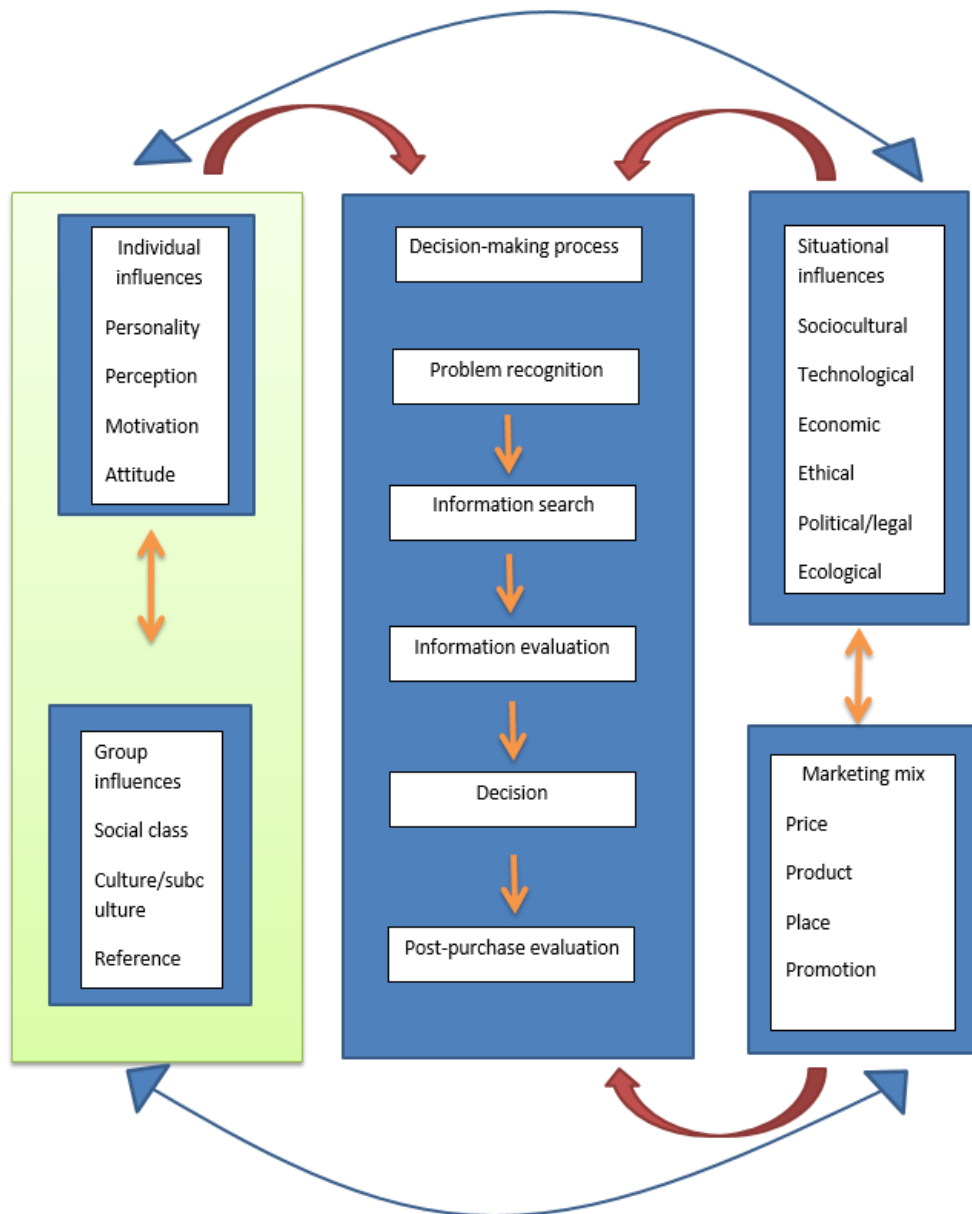 Individual
influences
Personality
Perception
Motivation
Attitude
Group
influences
Social class
Culture/subc
ulture
Reference
Decision-making process
Problem recognition
Information search
Information evaluation
Decision
Post-purchase evaluation
Situational
influences
Sociocultural
Technological
Economic
Ethical
Political/legal
Ecological
Marketing mix
Price
Product
Place
Promotion